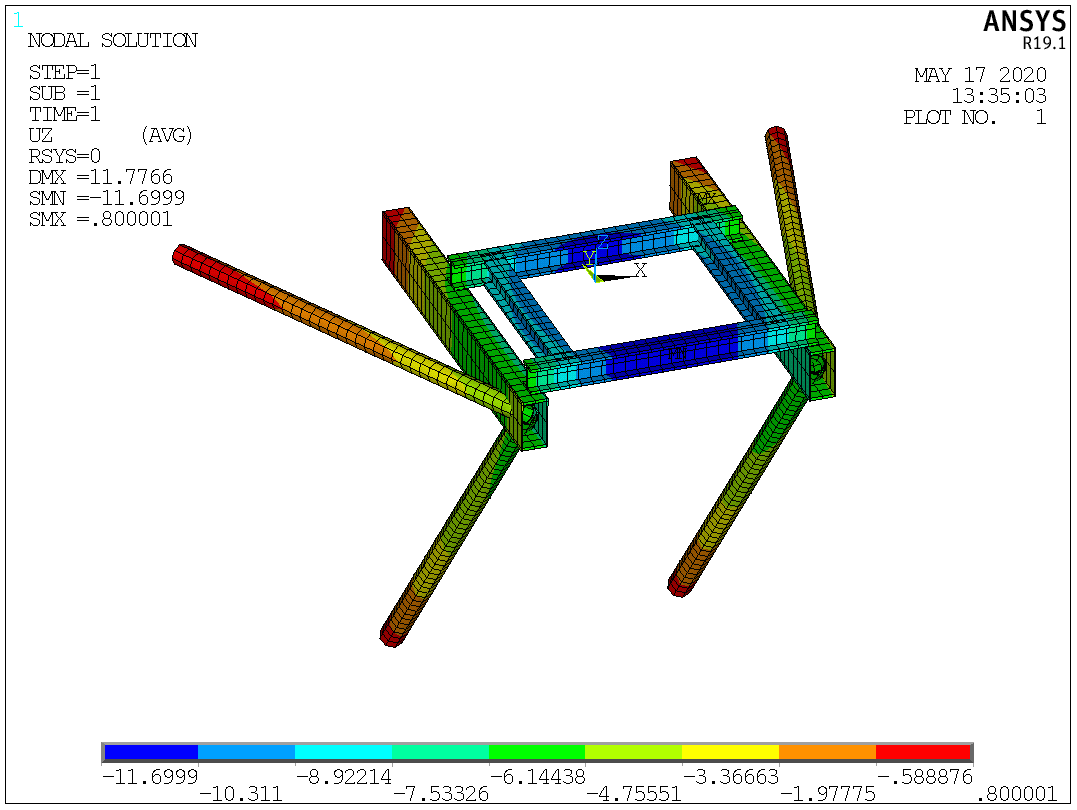 1
NODAL SOLUTION
STEP=1
SUB =1
TIME=1
UZ (AVG)
RSYS=0
DMX =11.7766
SMN =-11.6999
SMX =.800001
ANSYS
R19.1
MAY 17 2020
13:35:03
PLOT NO. 1
Z
Y
X
-11.6999 -8.92214 -6.14438 -3.36663 -.588876
-10.311 -7.53326 -4.75551 -1.97775 .800001